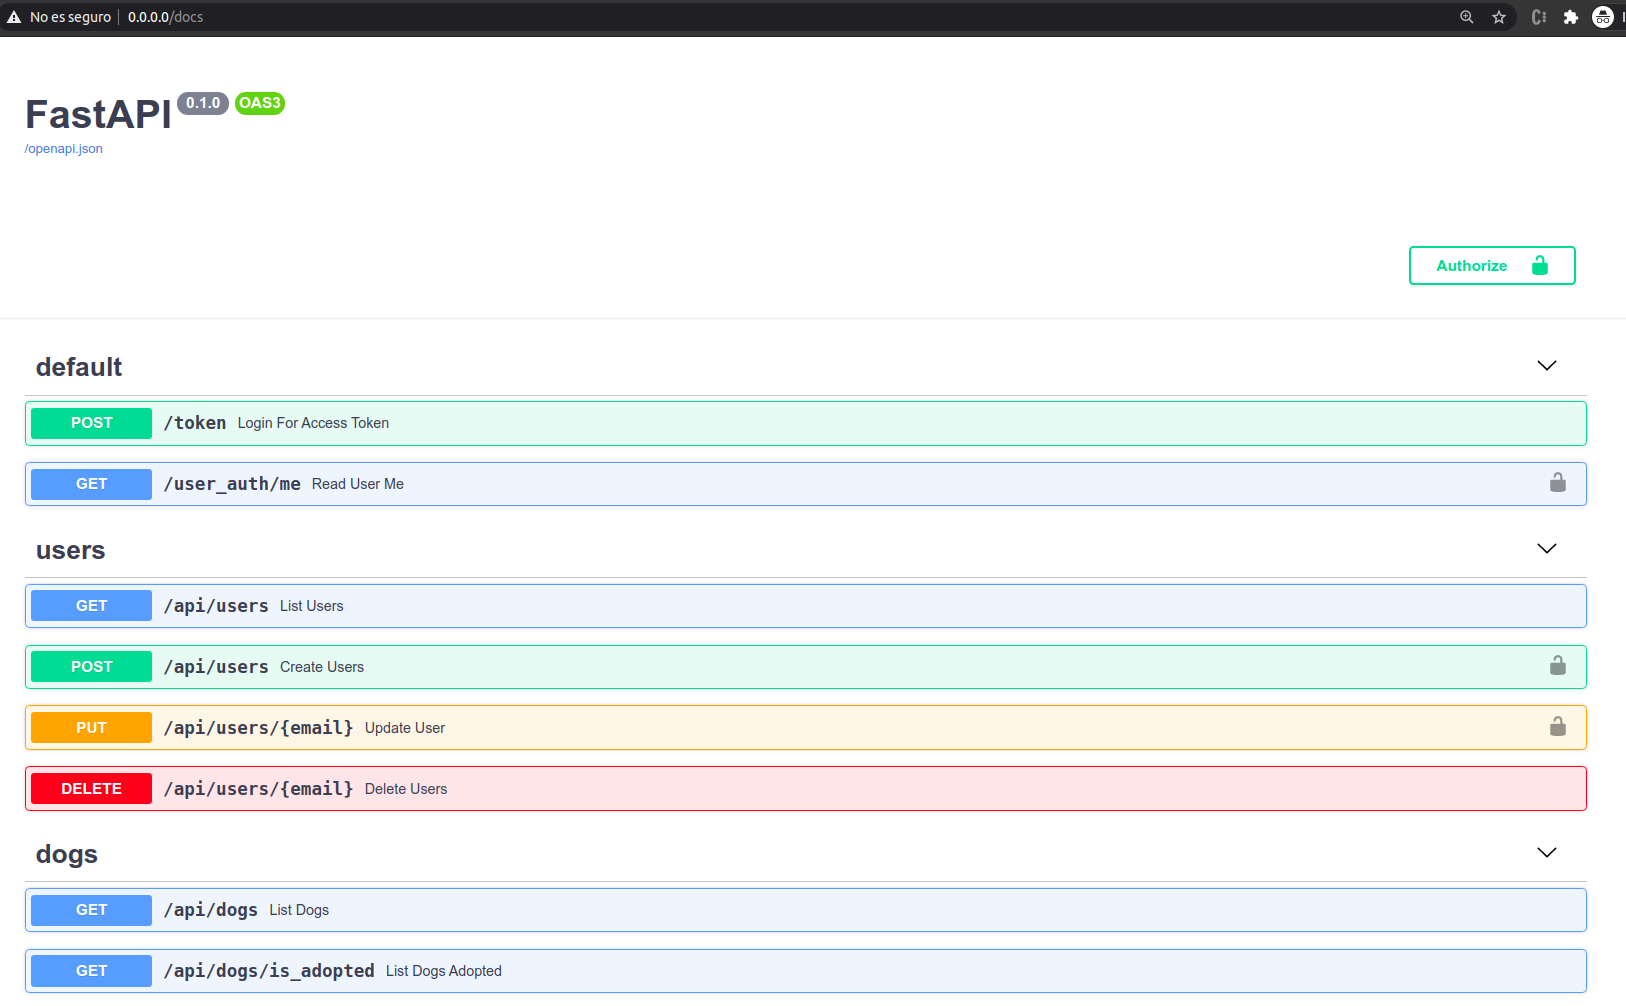 No es seguro 0.0.0.0/docs
FastAPI 0.1.0 OAS3
/openapi.json
Authorize
default
POST /token Login For Access Token
GET /user_auth/me Read User Me
users
GET /api/users List Users
POST /api/users Create Users
PUT /api/users/{email} Update User
DELETE /api/users/{email} Delete Users
dogs
GET /api/dogs List Dogs
GET /api/dogs/is_adopted List Dogs Adopted